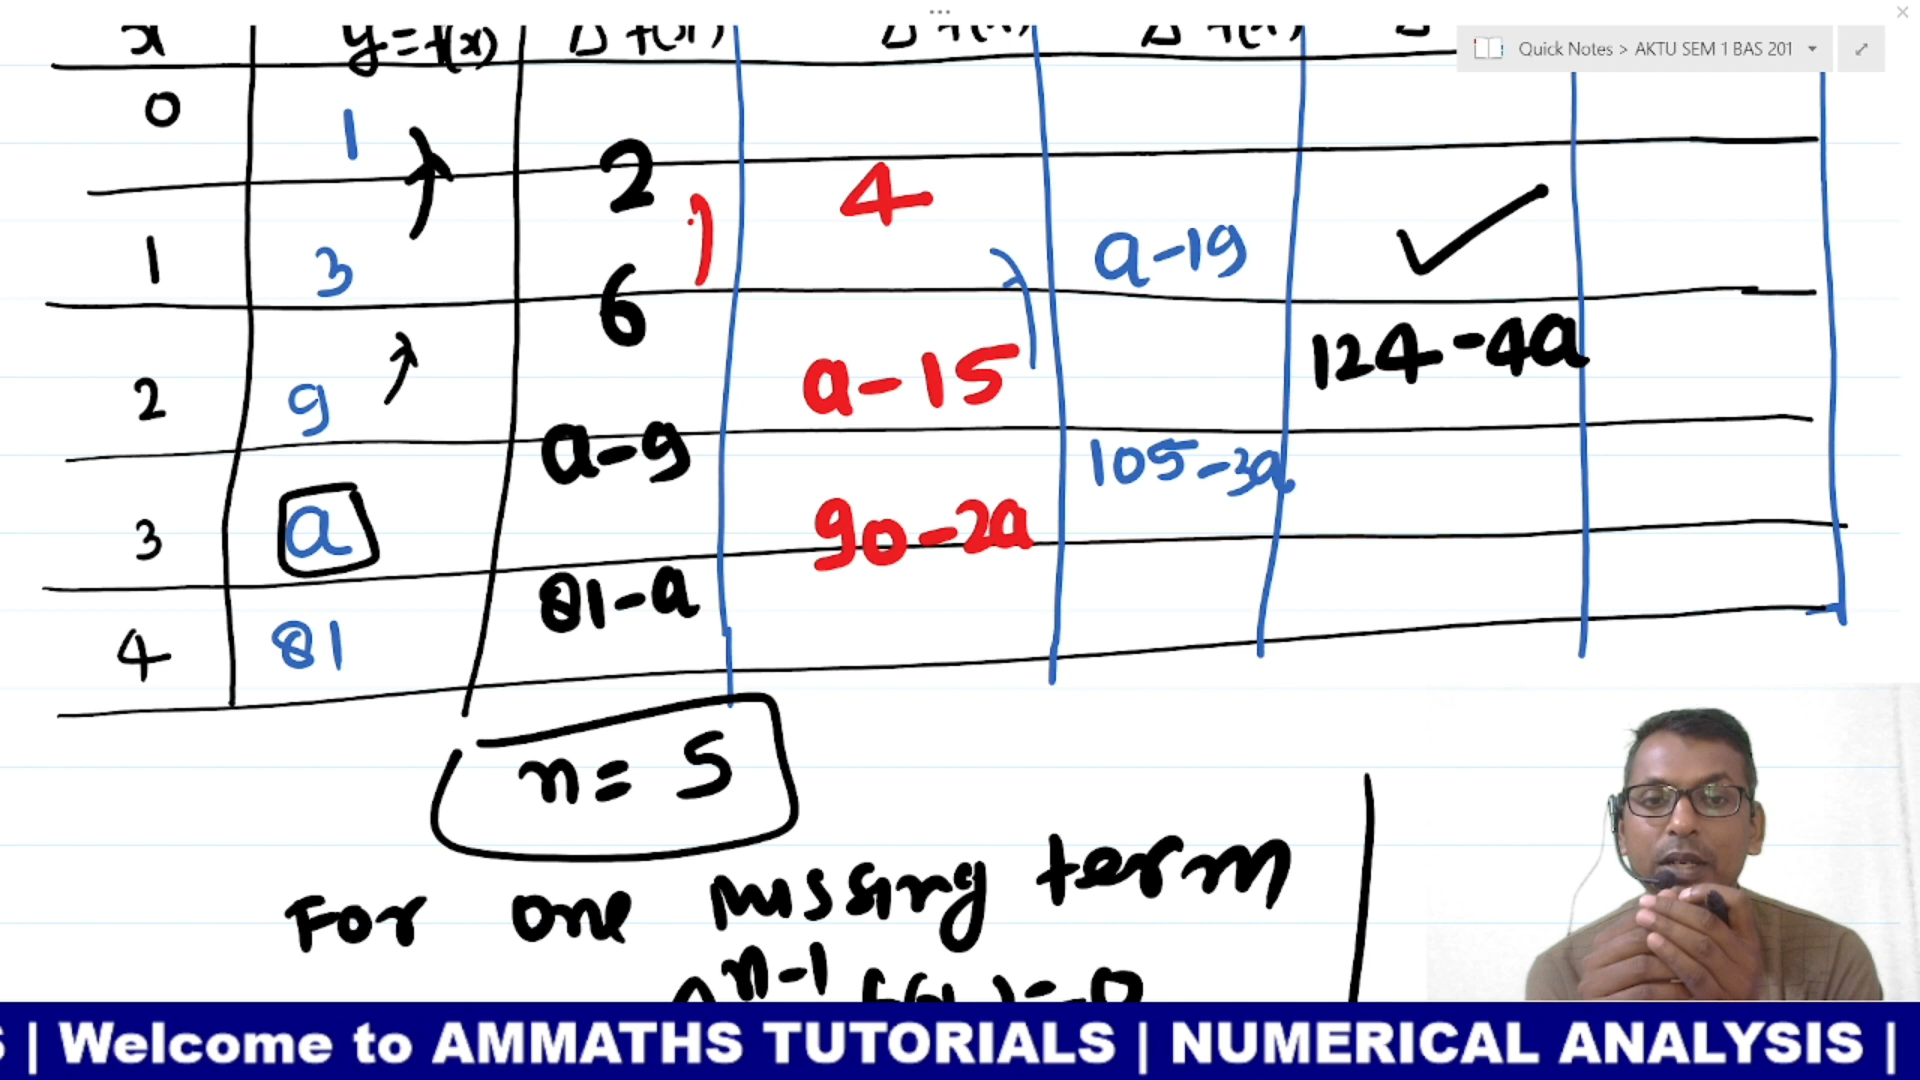 x y=f(x) Δ f(x) Δ f(x) Δ f(x) Δ
Quick Notes > AKTU SEM 1 BAS 201
0 1
2 4
1 3 a-19
6
124-4a
2 9 a-15
a-9 105-3a
3 a 90-2a
81-a
4 81
n= 5
For one missing term
n-1 f(x)=0
S | Welcome to AMMATHS TUTORIALS | NUMERICAL ANALYSIS |